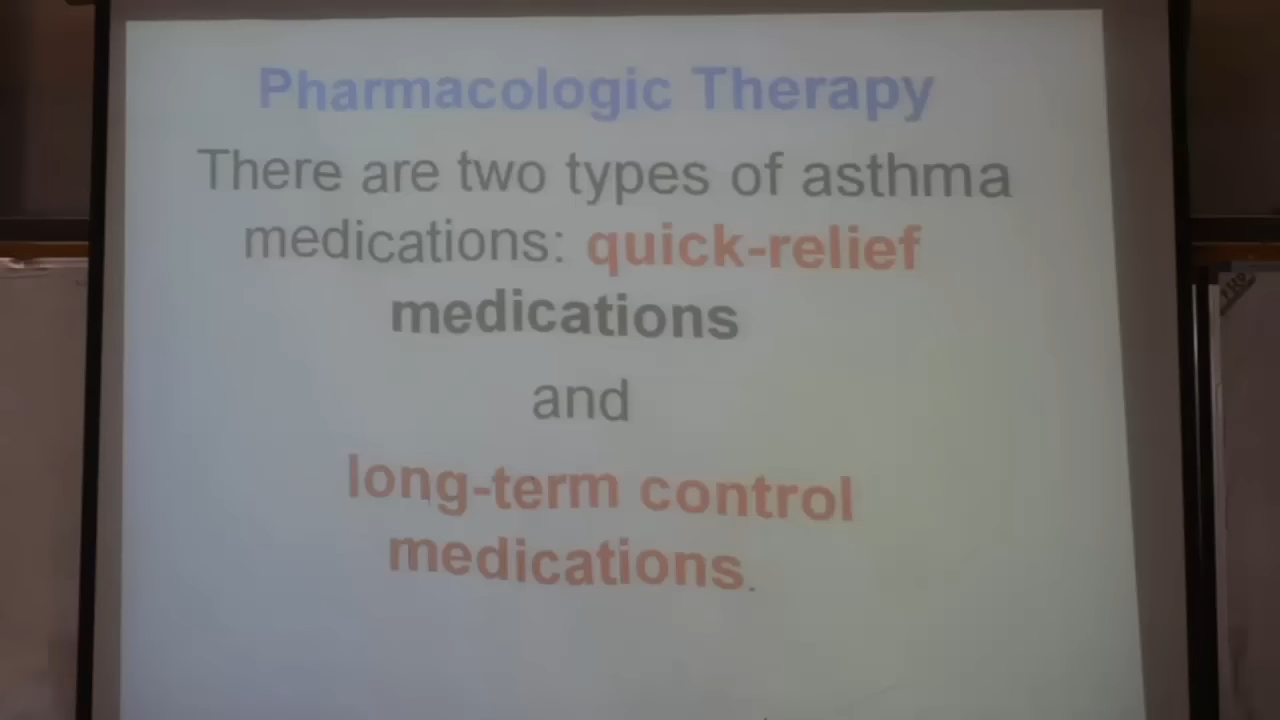 Pharmacologic Therapy
There are two types of asthma
medications: quick-relief
medications
and
long-term control
medications.